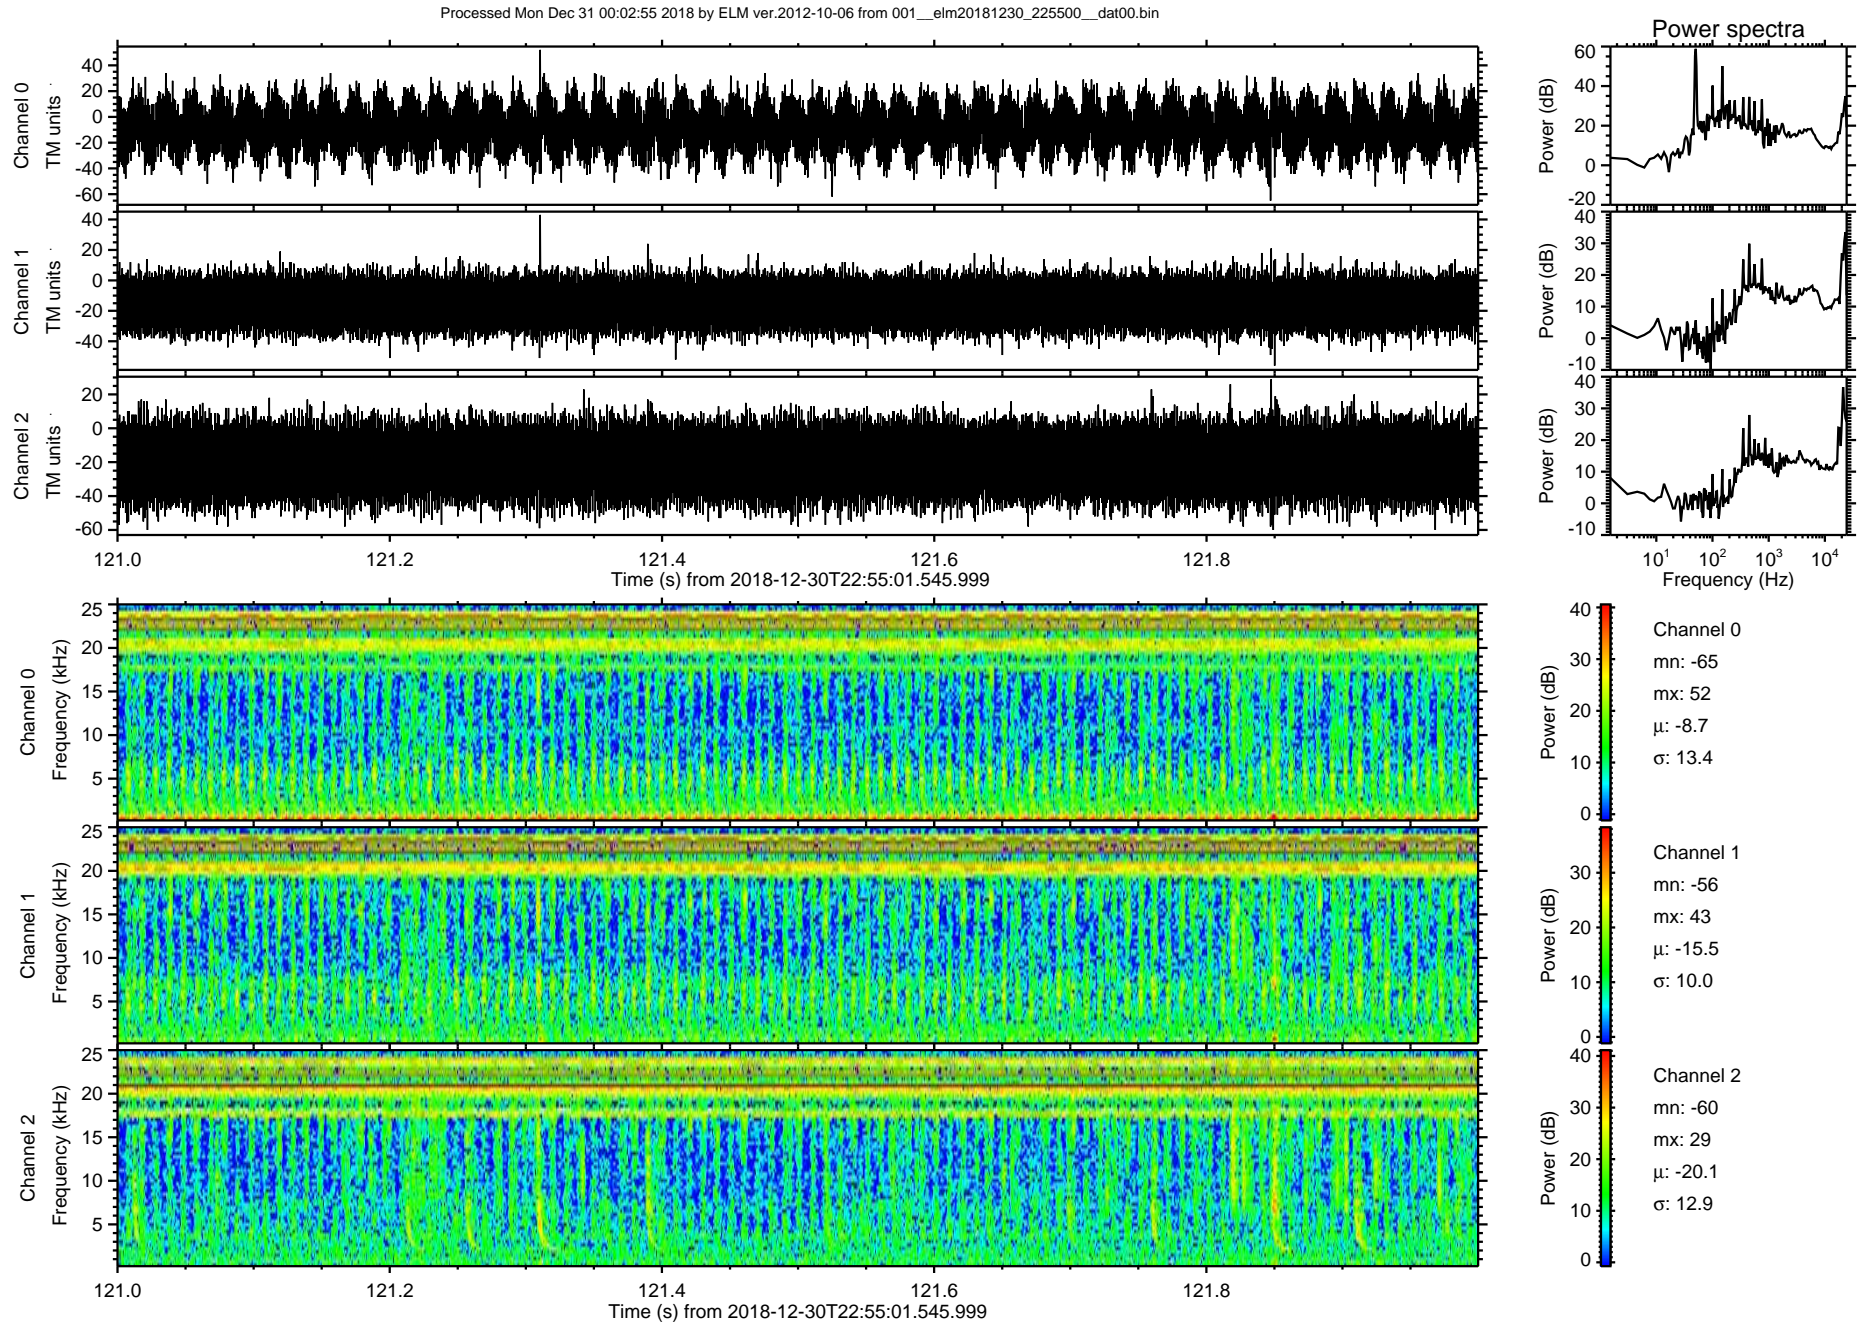 Processed Mon Dec 31 00:02:55 2018 by ELM ver.2012-10-06 from 001__elm20181230_225500__dat00.bin
Power spectra
Channel 0
TM units
40
20
0
-20
-40
-60
Power (dB)
60
40
20
0
-20
Channel 1
TM units
40
20
0
-20
-40
Power (dB)
40
30
20
10
0
-10
Channel 2
TM units
20
0
-20
-40
-60
Power (dB)
40
30
20
10
0
-10
121.0 121.2 121.4 121.6 121.8
Time (s) from 2018-12-30T22:55:01.545.999
10¹ 10² 10³ 10⁴
Frequency (Hz)
Channel 0
Frequency (kHz)
25
20
15
10
5
Power (dB)
40
30
20
10
0
Channel 0
mn: -65
mx: 52
μ: -8.7
σ: 13.4
Channel 1
Frequency (kHz)
25
20
15
10
5
Power (dB)
30
20
10
0
Channel 1
mn: -56
mx: 43
μ: -15.5
σ: 10.0
Channel 2
Frequency (kHz)
25
20
15
10
5
Power (dB)
40
30
20
10
0
Channel 2
mn: -60
mx: 29
μ: -20.1
σ: 12.9
121.0 121.2 121.4 121.6 121.8
Time (s) from 2018-12-30T22:55:01.545.999